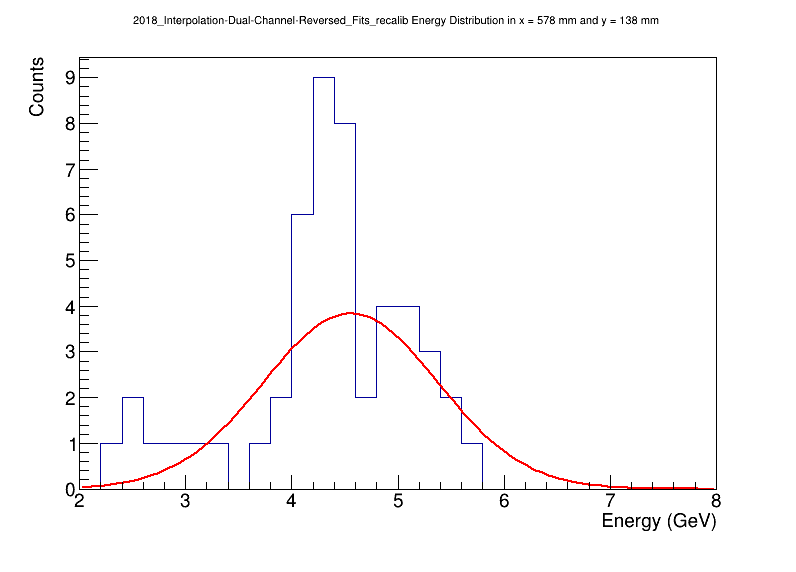 2018_Interpolation-Dual-Channel-Reversed_Fits_recalib Energy Distribution in x = 578 mm and y = 138 mm
Counts
9
8
7
6
5
4
3
2
1
0
2 3 4 5 6 7 8
Energy (GeV)